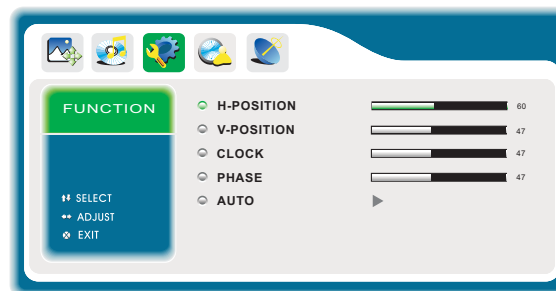 FUNCTION
H-POSITION 60
V-POSITION 47
CLOCK 47
PHASE 47
AUTO
SELECT
ADJUST
EXIT